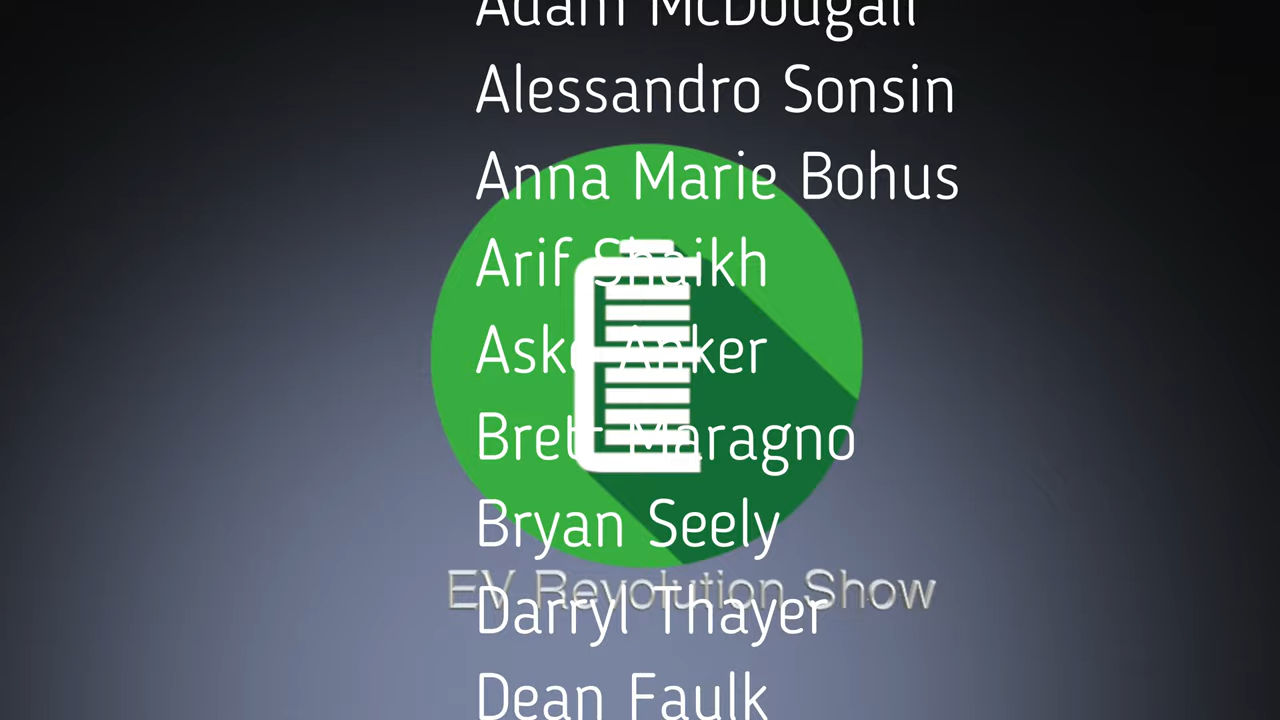 Adam McDougall
Alessandro Sonsin
Anna Marie Bohus
Arif Shaikh
Aske Anker
Brett Maragno
Bryan Seely
EV Revolution Show
Darryl Thayer
Dean Faulk